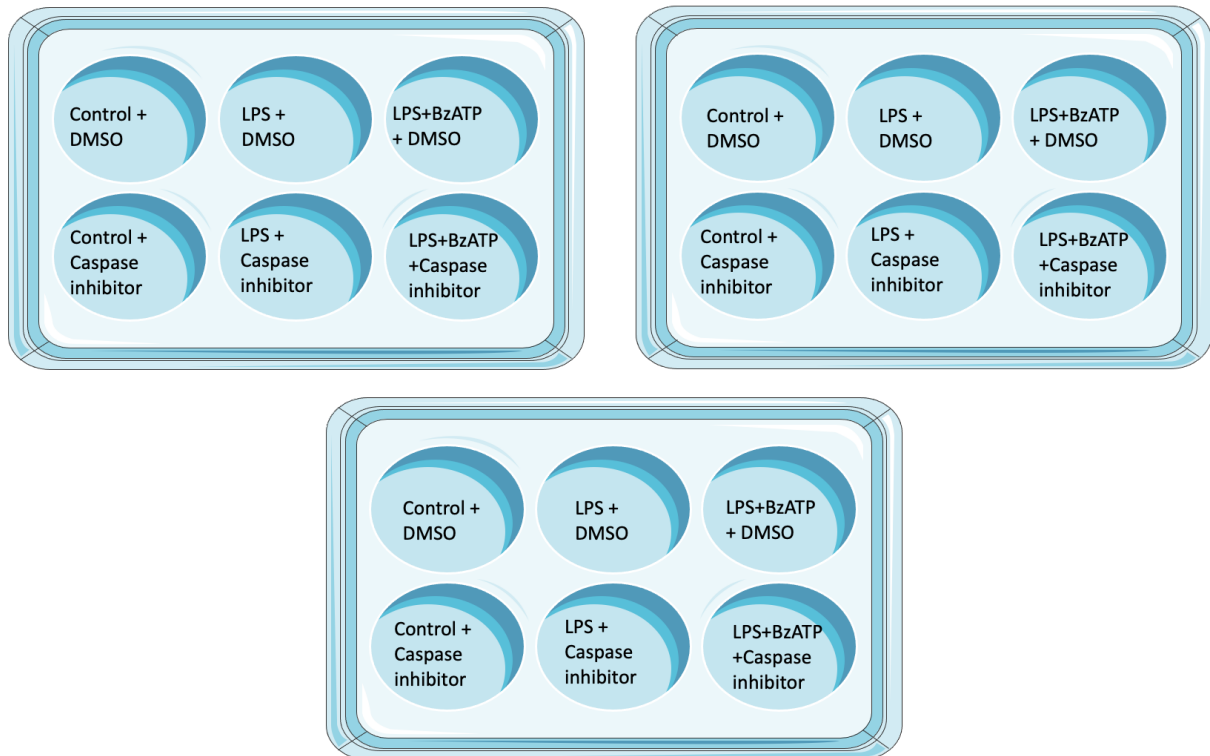 Control +
DMSO
LPS +
DMSO
LPS+BzATP
+ DMSO
Control +
Caspase
inhibitor
LPS +
Caspase
inhibitor
LPS+BzATP
+Caspase
inhibitor
Control +
DMSO
LPS +
DMSO
LPS+BzATP
+ DMSO
Control +
Caspase
inhibitor
LPS +
Caspase
inhibitor
LPS+BzATP
+Caspase
inhibitor
Control +
DMSO
LPS +
DMSO
LPS+BzATP
+ DMSO
Control +
Caspase
inhibitor
LPS +
Caspase
inhibitor
LPS+BzATP
+Caspase
inhibitor